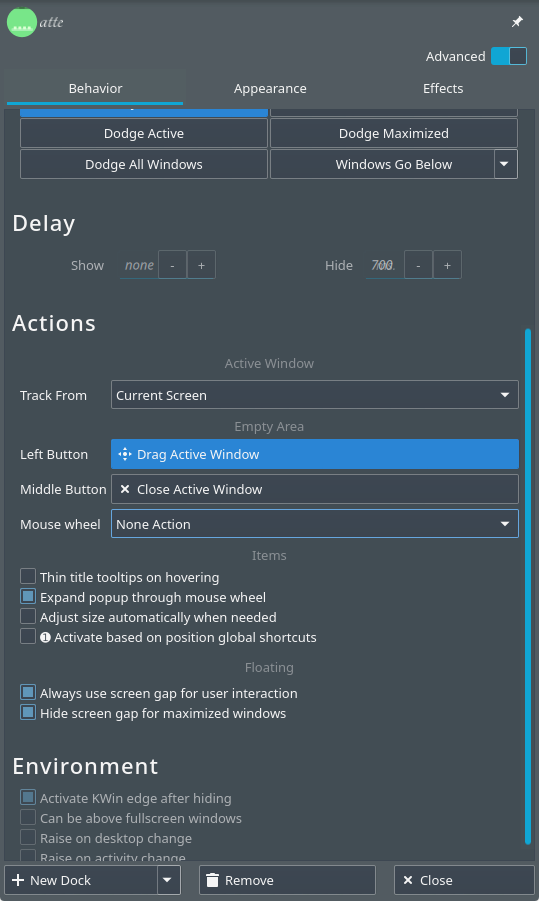 atte
Advanced
Behavior Appearance Effects
Dodge Active Dodge Maximized
Dodge All Windows Windows Go Below
Delay
Show none - + Hide 700 - +
Actions
Active Window
Track From Current Screen
Empty Area
Left Button Drag Active Window
Middle Button Close Active Window
Mouse wheel None Action
Items
Thin title tooltips on hovering
Expand popup through mouse wheel
Adjust size automatically when needed
❶ Activate based on position global shortcuts
Floating
Always use screen gap for user interaction
Hide screen gap for maximized windows
Environment
Activate KWin edge after hiding
Can be above fullscreen windows
Raise on desktop change
Raise on activity change
New Dock Remove Close